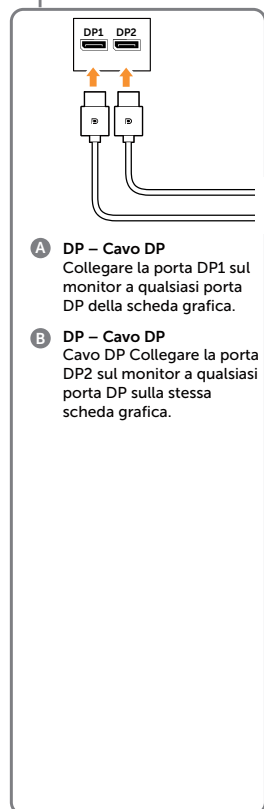 DP1 DP2
A DP – Cavo DP
Collegare la porta DP1 sul
monitor a qualsiasi porta
DP della scheda grafica.
B DP – Cavo DP
Cavo DP Collegare la porta
DP2 sul monitor a qualsiasi
porta DP sulla stessa
scheda grafica.